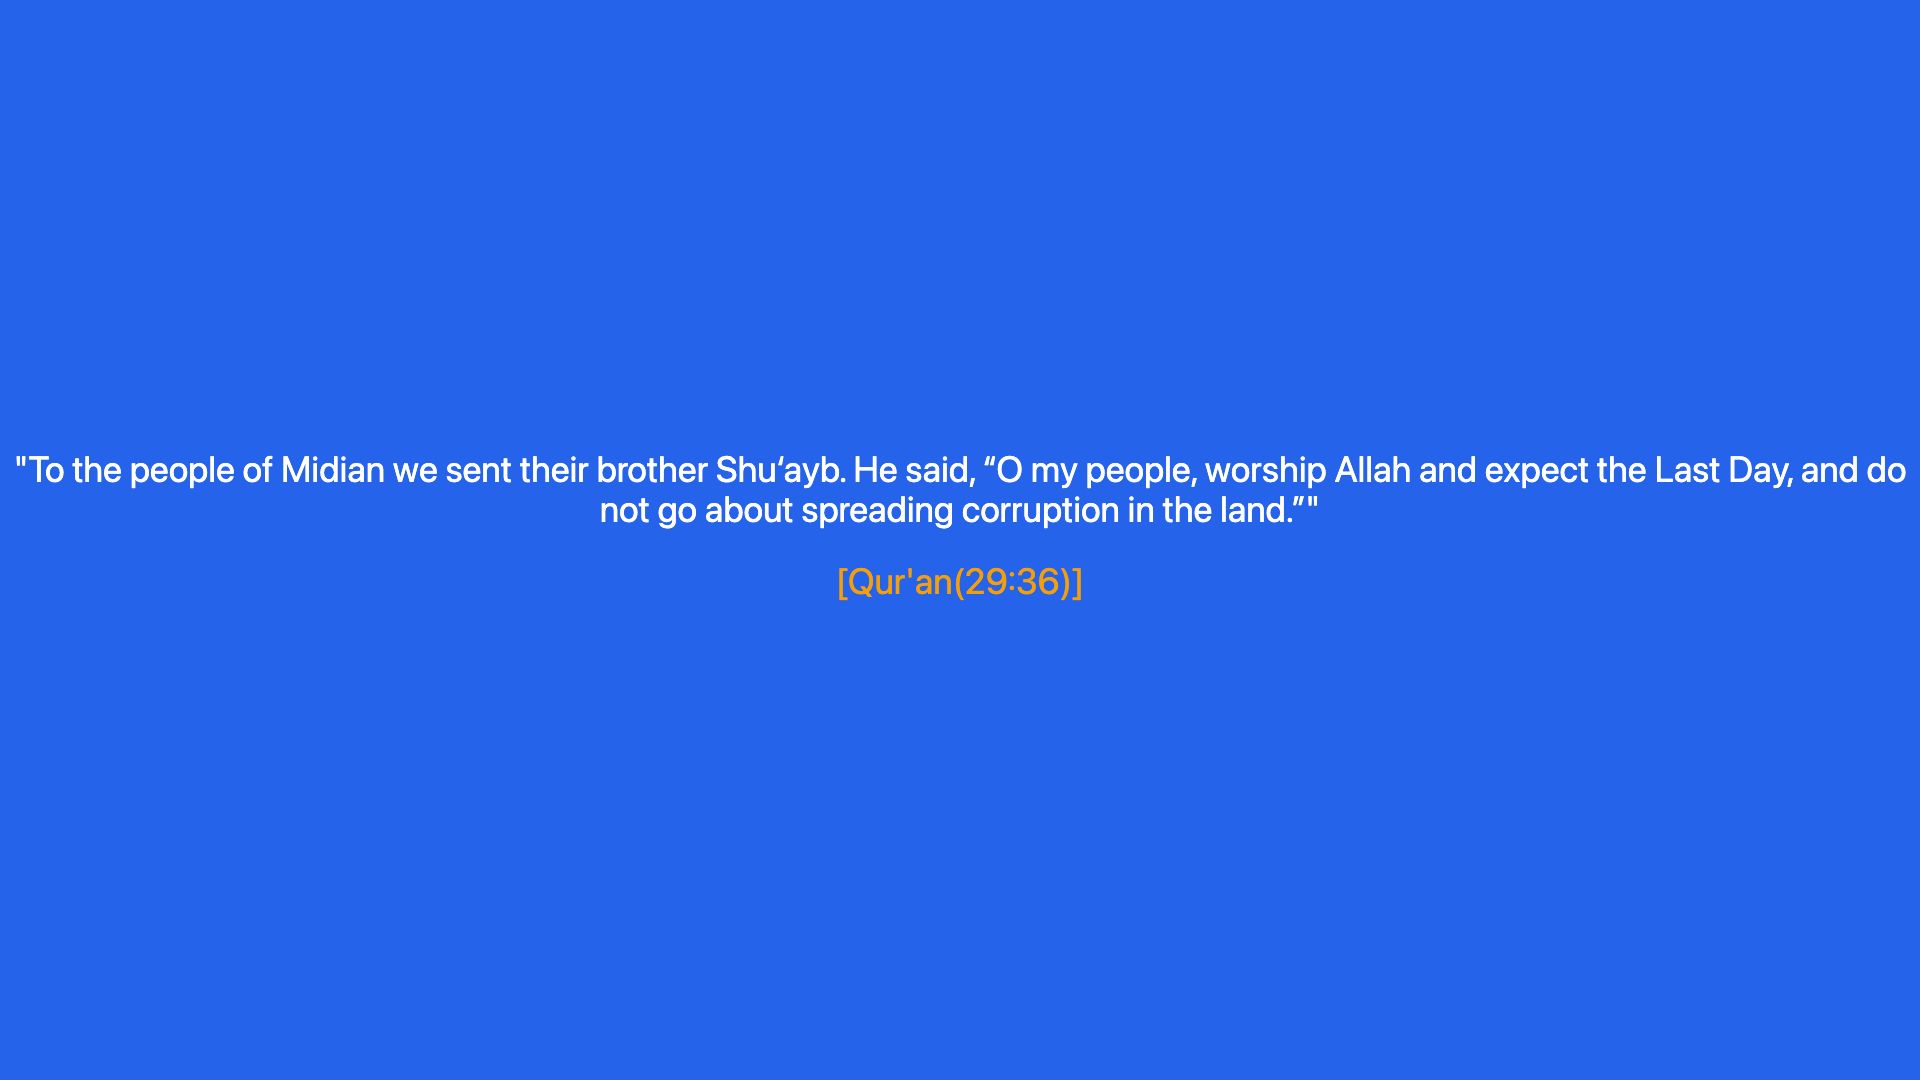 "To the people of Midian we sent their brother Shu‘ayb. He said, “O my people, worship Allah and expect the Last Day, and do
not go about spreading corruption in the land.”"
[Qur'an(29:36)]